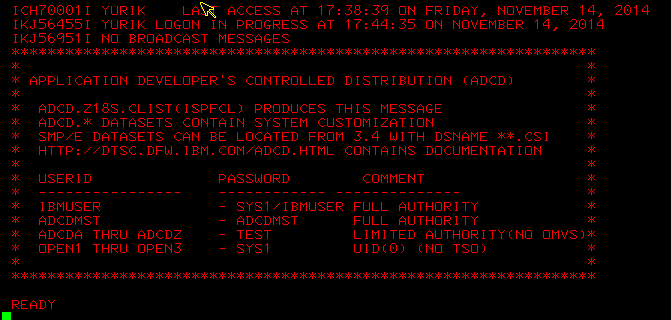 ICH70001I YURIK    LAST ACCESS AT 17:38:39 ON FRIDAY, NOVEMBER 14, 2014
IKJ56455I YURIK LOGON IN PROGRESS AT 17:44:35 ON NOVEMBER 14, 2014
IKJ56951I NO BROADCAST MESSAGES
****************************************************************
*                                                              *
* APPLICATION DEVELOPER'S CONTROLLED DISTRIBUTION (ADCD)       *
*                                                              *
*  ADCD.Z18S.CLIST(ISPFCL) PRODUCES THIS MESSAGE               *
*  ADCD.* DATASETS CONTAIN SYSTEM CUSTOMIZATION                *
*  SMP/E DATASETS CAN BE LOCATED FROM 3.4 WITH DSNAME **.CSI   *
*  HTTP://DTSC.DFW.IBM.COM/ADCD.HTML CONTAINS DOCUMENTATION    *
*                                                              *
*  USERID              PASSWORD        COMMENT                 *
*  ----------------  - ----------- --------------              *
*  IBMUSER           - SYS1/IBMUSER FULL AUTHORITY             *
*  ADCDMST           - ADCDMST      FULL AUTHORITY             *
*  ADCDA THRU ADCDZ  - TEST         LIMITED AUTHORITY(NO OMVS)*
*  OPEN1 THRU OPEN3  - SYS1         UID(0) (NO TSO)            *
*                                                              *
****************************************************************
READY